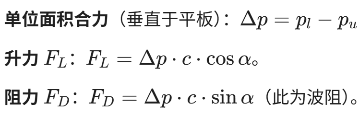 单位面积合力（垂直于平板）：Δp = p_l − p_u
升力 F_L：F_L = Δp · c · cos α。
阻力 F_D：F_D = Δp · c · sin α（此为波阻）。